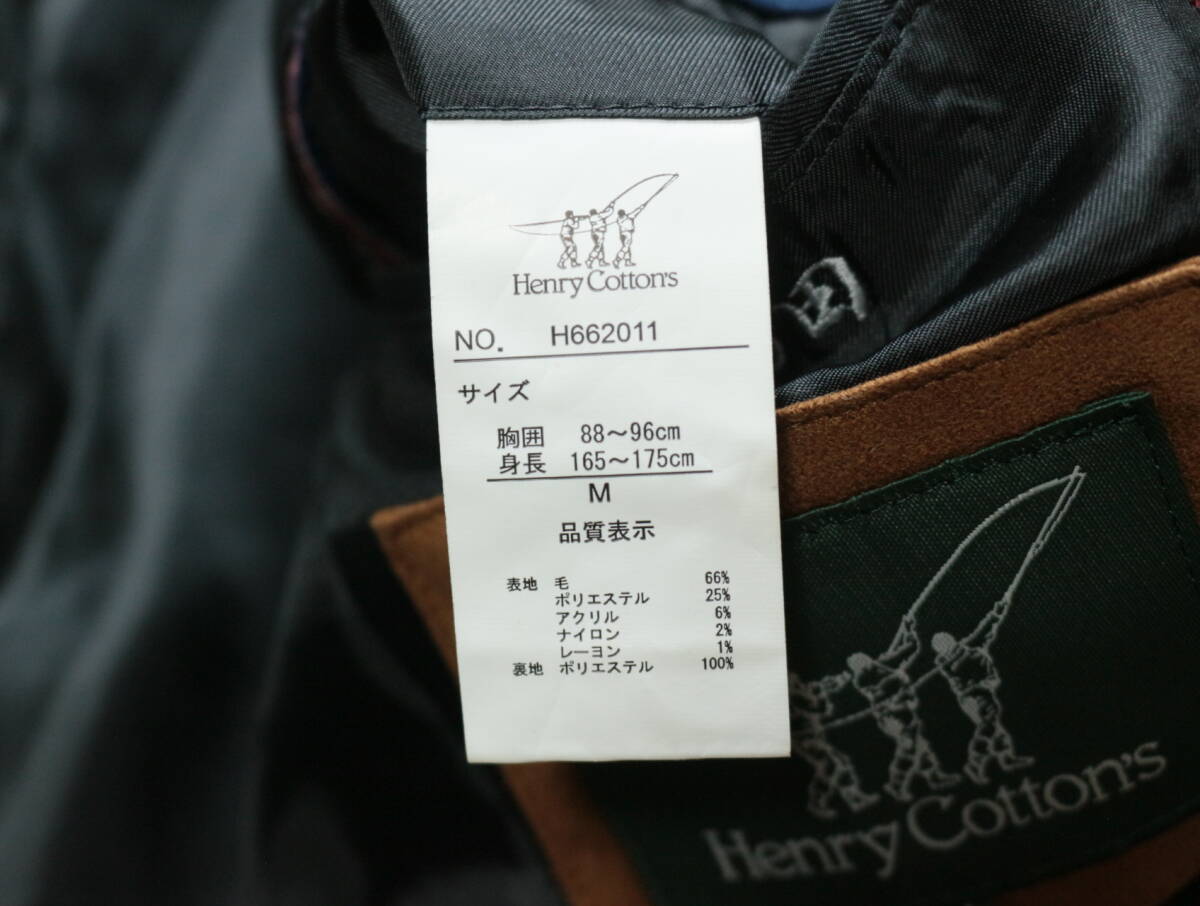 Henry Cotton's
NO. H662011
サイズ
胸囲 88～96cm
身長 165～175cm
M
品質表示
表地 毛 66%
ポリエステル 25%
アクリル 6%
ナイロン 2%
レーヨン 1%
裏地 ポリエステル 100%
Henry Cotton's